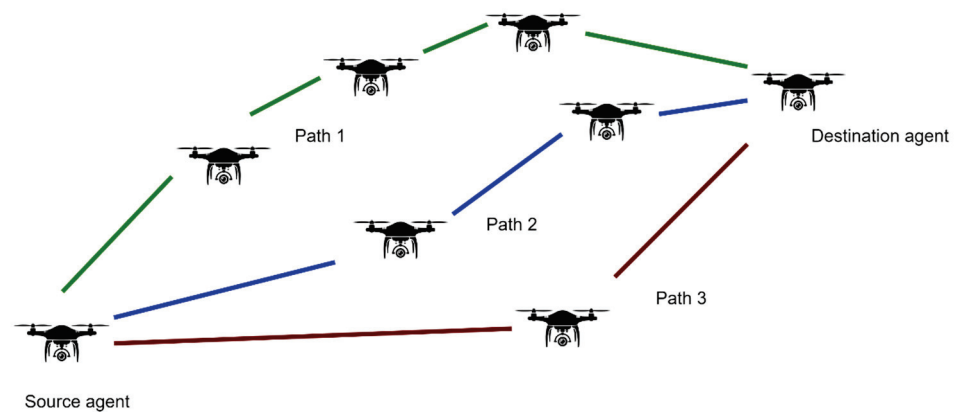 Path 1
Destination agent
Path 2
Path 3
Source agent